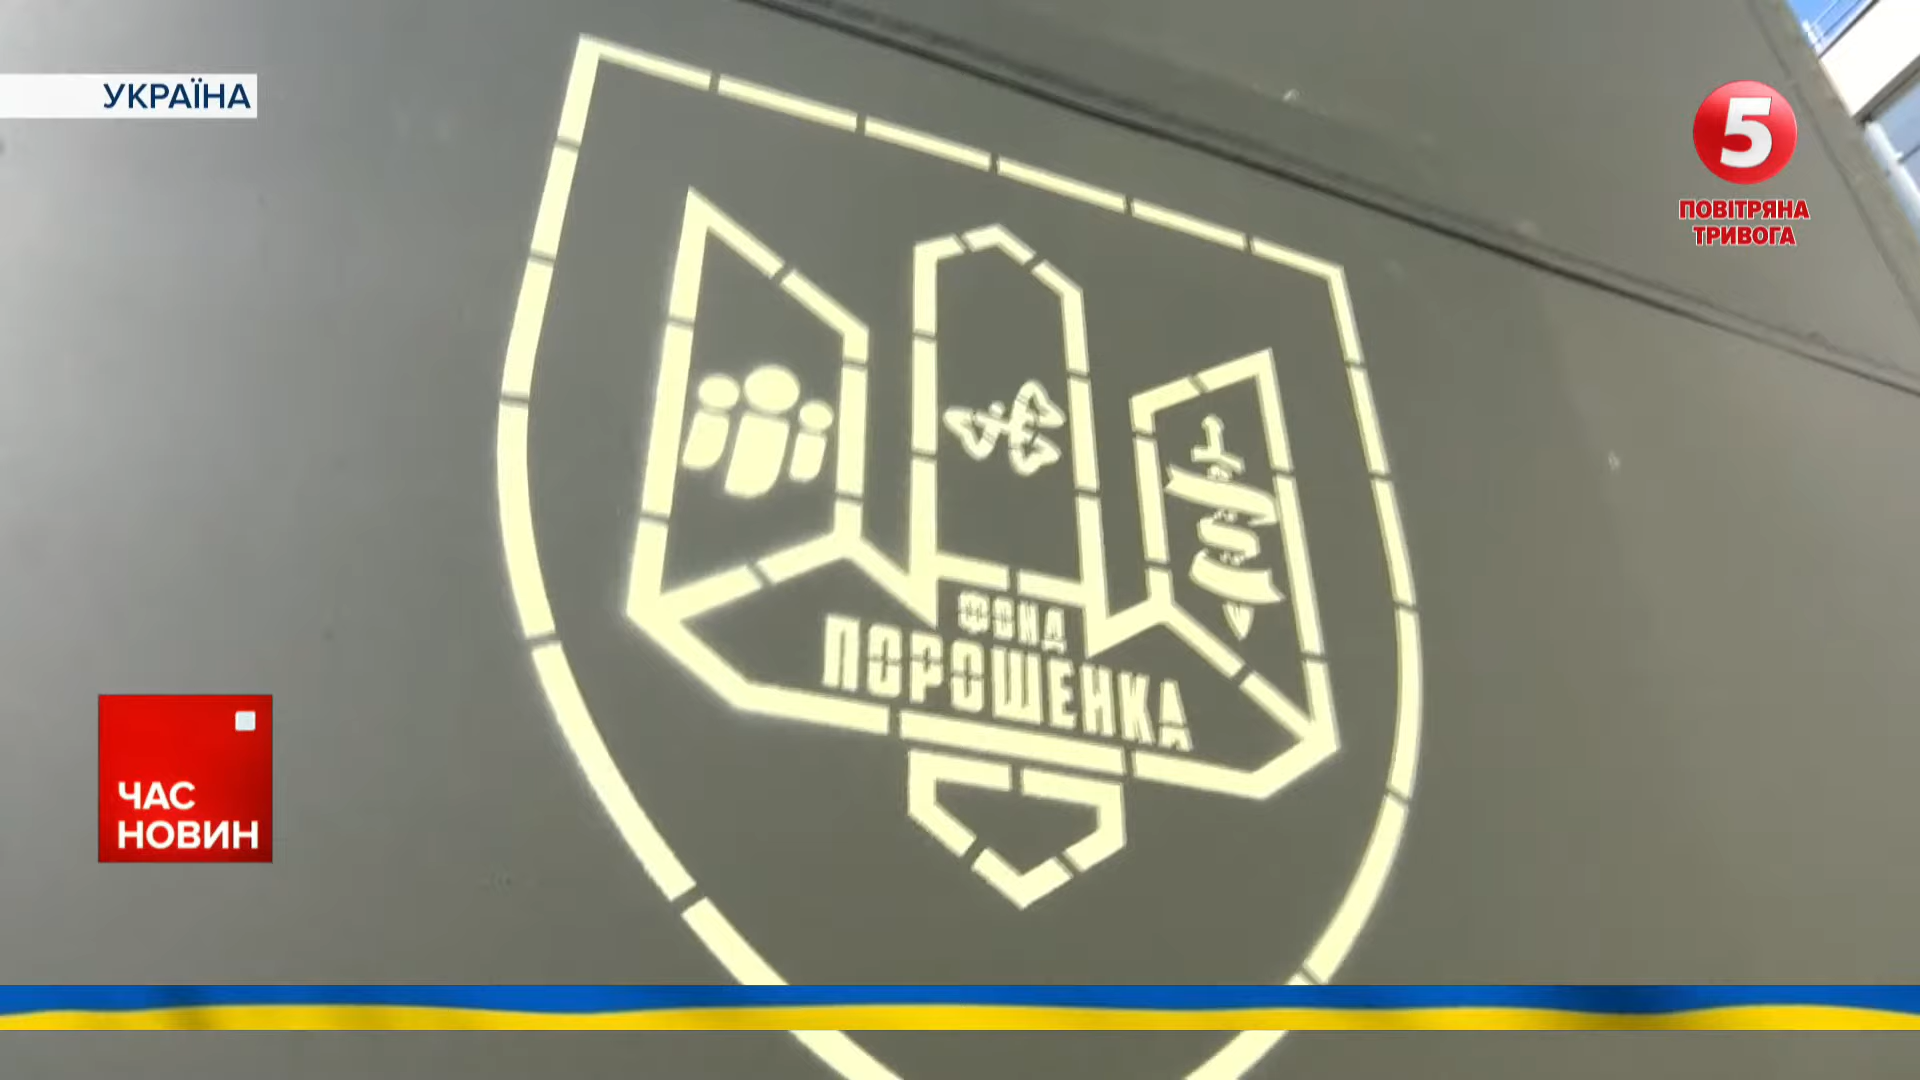 УКРАЇНА
5
ПОВІТРЯНА
ТРИВОГА
ФОНД
ПОРОШЕНКА
ЧАС
НОВИН